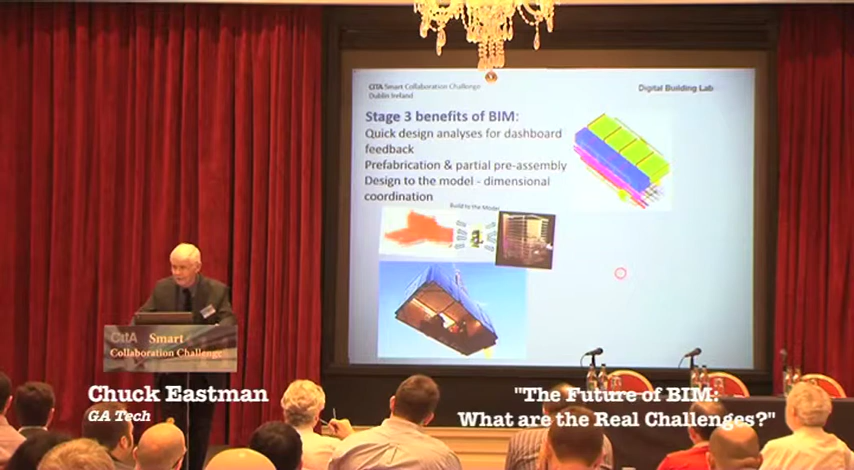 CITA Smart Collaboration Challenge
Dublin Ireland
Digital Building Lab
Stage 3 benefits of BIM:
Quick design analyses for dashboard
feedback
Prefabrication & partial pre-assembly
Design to the model - dimensional
coordination
Build to the Model
CitA Smart
Collaboration Challenge
Chuck Eastman
GA Tech
"The Future of BIM:
What are the Real Challenges?"